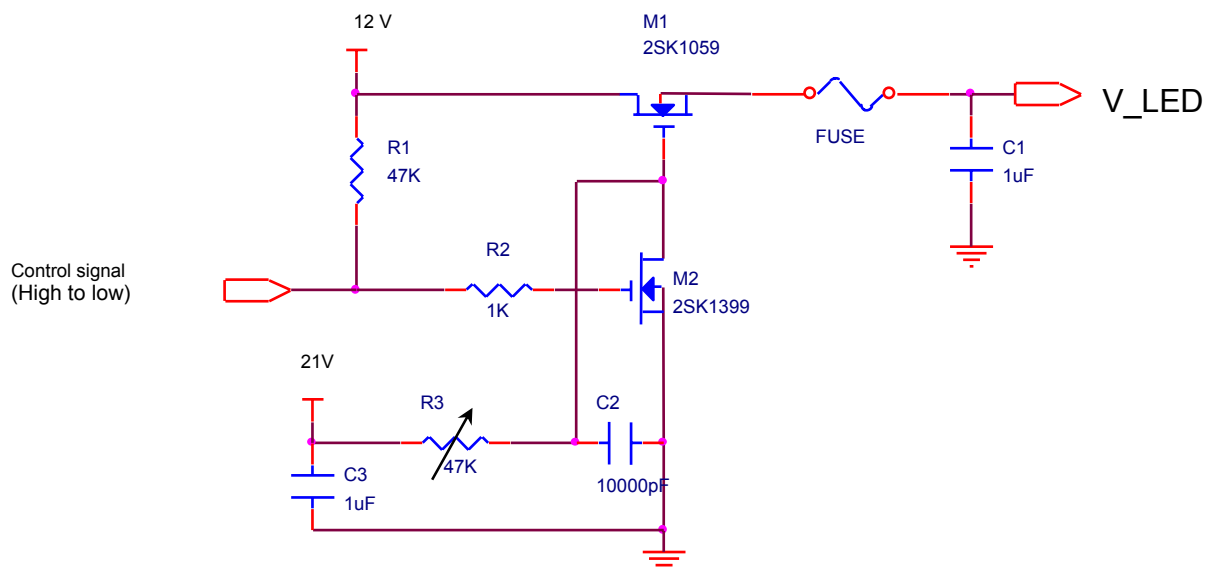 12 V
M1
2SK1059
V_LED
FUSE
R1
47K
C1
1uF
Control signal
(High to low)
R2
1K
M2
2SK1399
21V
R3
47K
C2
10000pF
C3
1uF